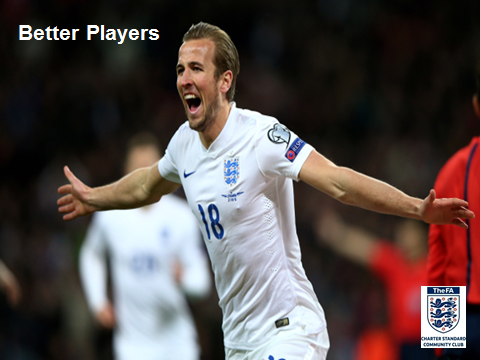 Better Players
18
TheFA
CHARTER STANDARD
COMMUNITY CLUB